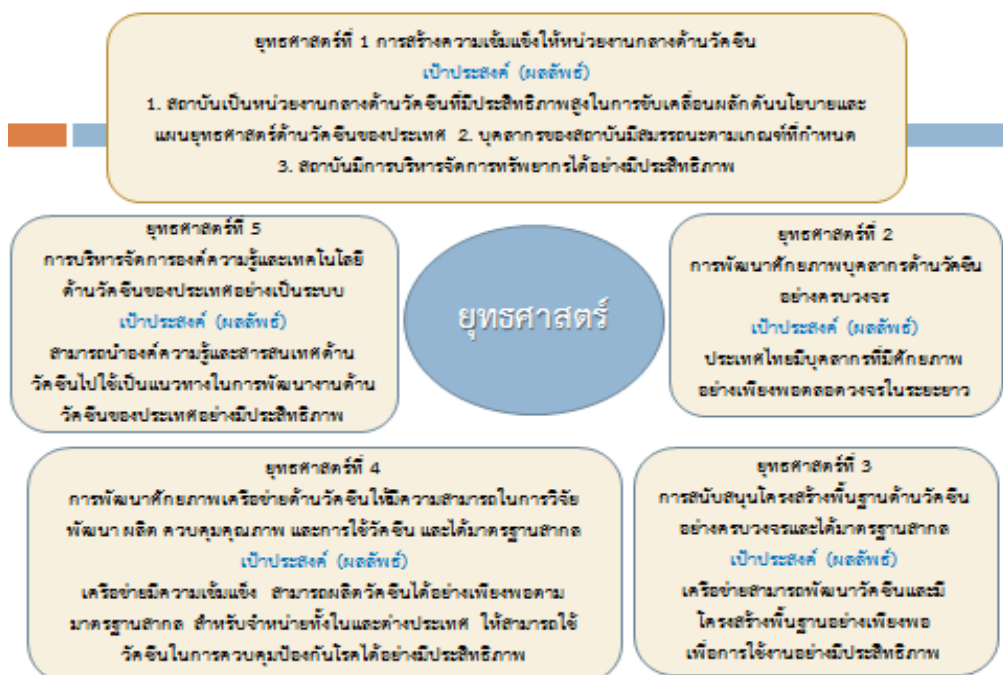 ยุทธศาสตร์ที่ 1 การสร้างความเข้มแข็งให้หน่วยงานกลางด้านวัคซีน
เป้าประสงค์ (ผลลัพธ์)
1. สถาบันเป็นหน่วยงานกลางด้านวัคซีนที่มีประสิทธิภาพสูงในการขับเคลื่อนผลักดันนโยบายและ
แผนยุทธศาสตร์ด้านวัคซีนของประเทศ 2. บุคลากรของสถาบันมีสมรรถนะตามเกณฑ์ที่กำหนด
3. สถาบันมีการบริหารจัดการทรัพยากรได้อย่างมีประสิทธิภาพ
ยุทธศาสตร์
ยุทธศาสตร์ที่ 2
การพัฒนาศักยภาพบุคลากรด้านวัคซีน
อย่างครบวงจร
เป้าประสงค์ (ผลลัพธ์)
ประเทศไทยมีบุคลากรที่มีศักยภาพ
อย่างเพียงพอตลอดวงจรในระยะยาว
ยุทธศาสตร์ที่ 3
การสนับสนุนโครงสร้างพื้นฐานด้านวัคซีน
อย่างครบวงจรและได้มาตรฐานสากล
เป้าประสงค์ (ผลลัพธ์)
เครือข่ายสามารถพัฒนาวัคซีนและมี
โครงสร้างพื้นฐานอย่างเพียงพอ
เพื่อการใช้งานอย่างมีประสิทธิภาพ
ยุทธศาสตร์ที่ 4
การพัฒนาศักยภาพเครือข่ายด้านวัคซีนให้มีความสามารถในการวิจัย
พัฒนา ผลิต ควบคุมคุณภาพ และการใช้วัคซีน และได้มาตรฐานสากล
เป้าประสงค์ (ผลลัพธ์)
เครือข่ายมีความเข้มแข็ง สามารถผลิตวัคซีนได้อย่างเพียงพอตาม
มาตรฐานสากล สำหรับจำหน่ายทั้งในและต่างประเทศ ให้สามารถใช้
วัคซีนในการควบคุมป้องกันโรคได้อย่างมีประสิทธิภาพ
ยุทธศาสตร์ที่ 5
การบริหารจัดการองค์ความรู้และเทคโนโลยี
ด้านวัคซีนของประเทศอย่างเป็นระบบ
เป้าประสงค์ (ผลลัพธ์)
สามารถนำองค์ความรู้และสารสนเทศด้าน
วัคซีนไปใช้เป็นแนวทางในการพัฒนางานด้าน
วัคซีนของประเทศอย่างมีประสิทธิภาพ